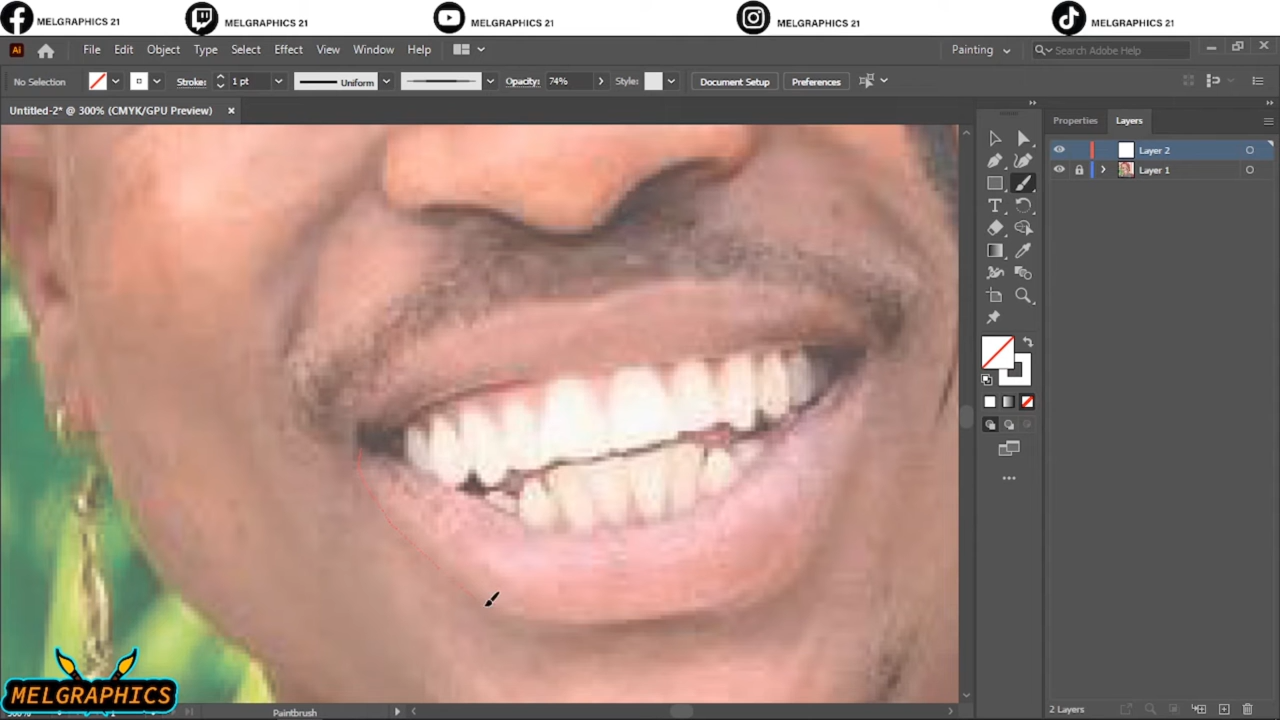 MELGRAPHICS 21
MELGRAPHICS 21
MELGRAPHICS 21
MELGRAPHICS 21
MELGRAPHICS 21
Ai File Edit Object Type Select Effect View Window Help Painting Search Adobe Help
No Selection Stroke: 1 pt Uniform Opacity: 74% Style: Document Setup Preferences
Untitled-2* @ 300% (CMYK/GPU Preview)
Properties Layers
Layer 2
Layer 1
MELGRAPHICS
Paintbrush
2 Layers